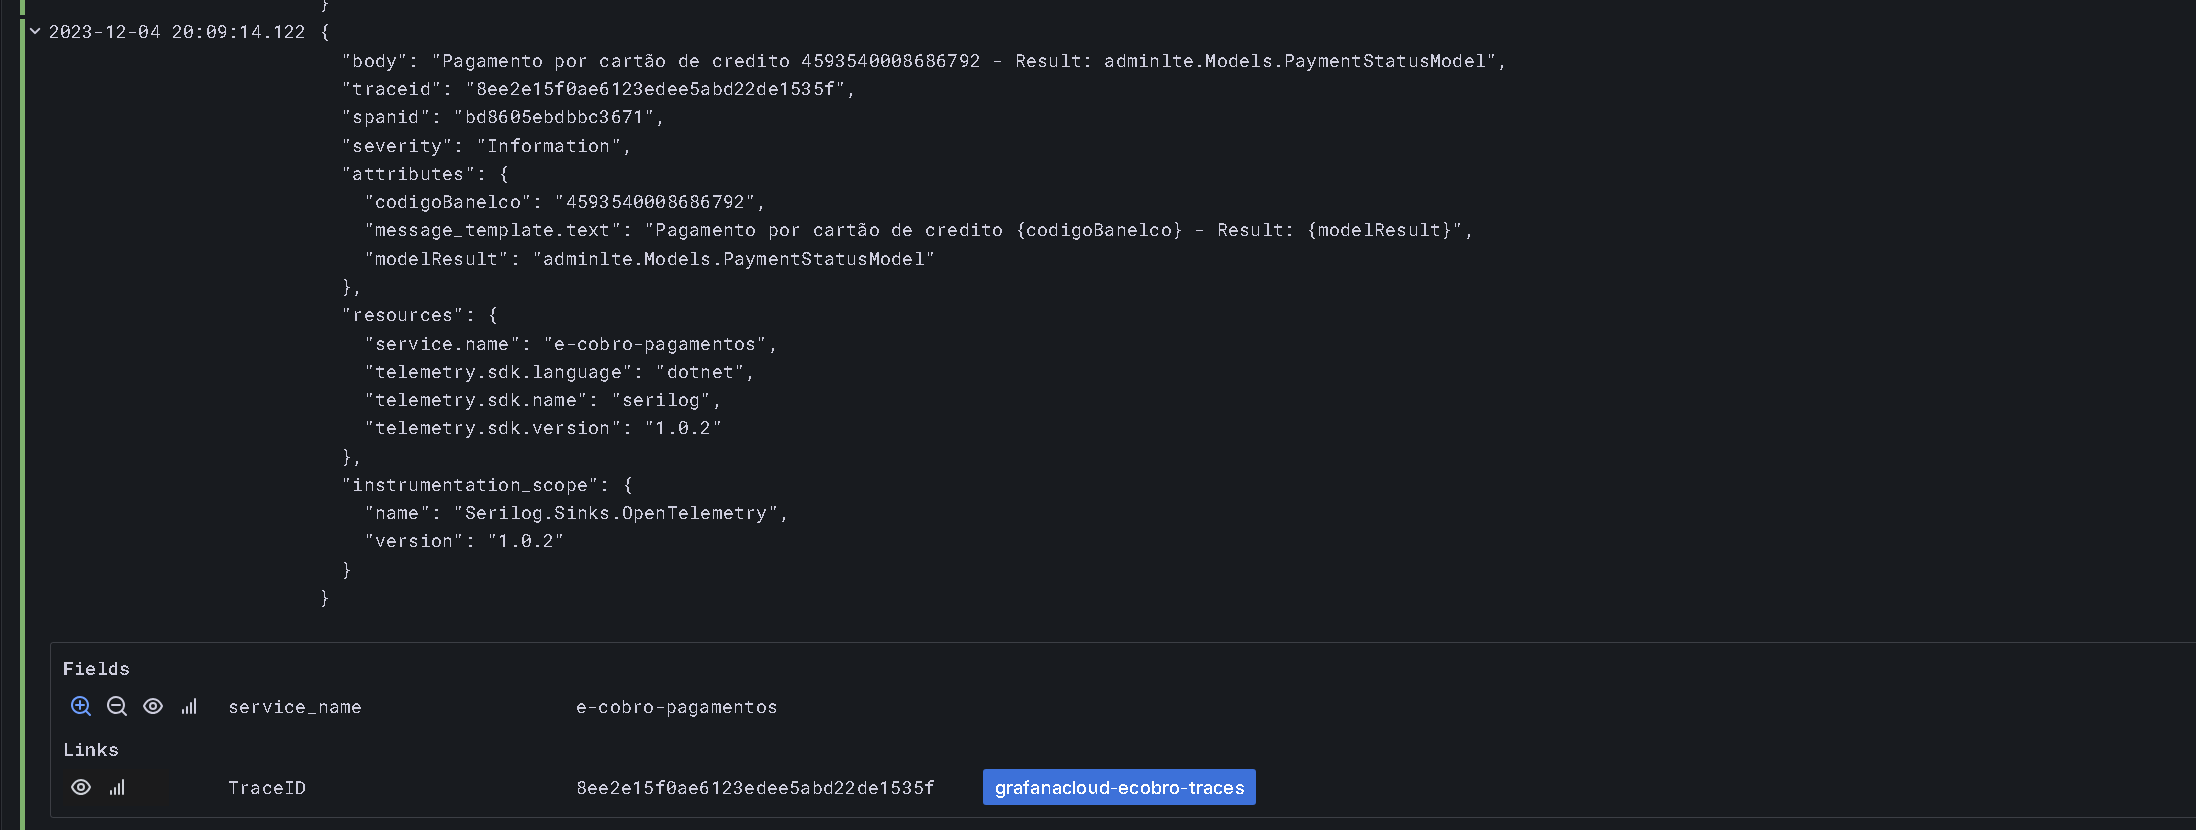 }
2023-12-04 20:09:14.122 {
"body": "Pagamento por cartão de credito 4593540008686792 - Result: adminlte.Models.PaymentStatusModel",
"traceid": "8ee2e15f0ae6123edee5abd22de1535f",
"spanid": "bd8605ebdbbc3671",
"severity": "Information",
"attributes": {
"codigoBanelco": "4593540008686792",
"message_template.text": "Pagamento por cartão de credito {codigoBanelco} - Result: {modelResult}",
"modelResult": "adminlte.Models.PaymentStatusModel"
},
"resources": {
"service.name": "e-cobro-pagamentos",
"telemetry.sdk.language": "dotnet",
"telemetry.sdk.name": "serilog",
"telemetry.sdk.version": "1.0.2"
},
"instrumentation_scope": {
"name": "Serilog.Sinks.OpenTelemetry",
"version": "1.0.2"
}
}
Fields
service_name e-cobro-pagamentos
Links
TraceID 8ee2e15f0ae6123edee5abd22de1535f grafanacloud-ecobro-traces